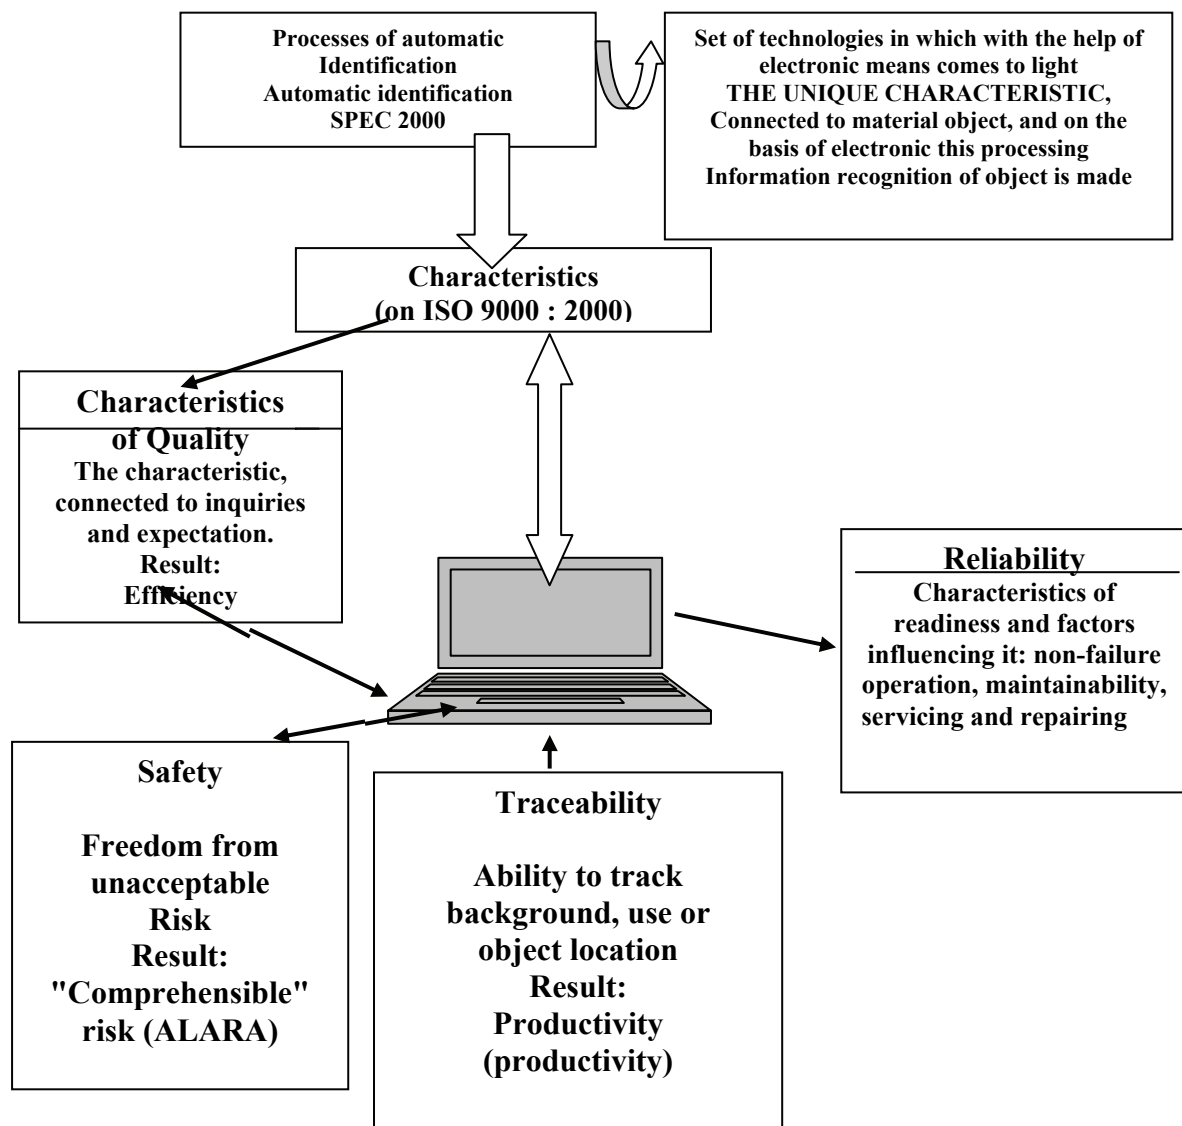 Processes of automatic
Identification
Automatic identification
SPEC 2000
Set of technologies in which with the help of
electronic means comes to light
THE UNIQUE CHARACTERISTIC,
Connected to material object, and on the
basis of electronic this processing
Information recognition of object is made
Characteristics
(on ISO 9000 : 2000)
Characteristics
of Quality
The characteristic,
connected to inquiries
and expectation.
Result:
Efficiency
Reliability
Characteristics of
readiness and factors
influencing it: non-failure
operation, maintainability,
servicing and repairing
Safety
Freedom from
unacceptable
Risk
Result:
"Comprehensible"
risk (ALARA)
Traceability
Ability to track
background, use or
object location
Result:
Productivity
(productivity)